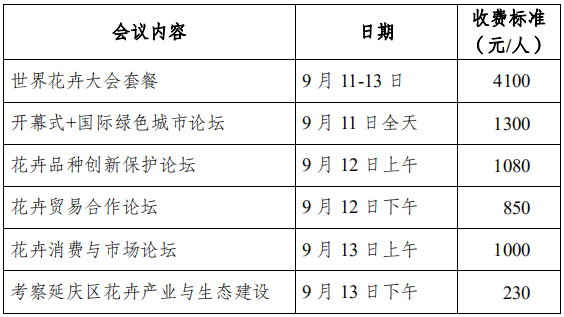 会议内容 日期 收费标准
（元/人）
世界花卉大会套餐 9 月 11-13 日 4100
开幕式+国际绿色城市论坛 9 月 11 日全天 1300
花卉品种创新保护论坛 9 月 12 日上午 1080
花卉贸易合作论坛 9 月 12 日下午 850
花卉消费与市场论坛 9 月 13 日上午 1000
考察延庆区花卉产业与生态建设 9 月 13 日下午 230